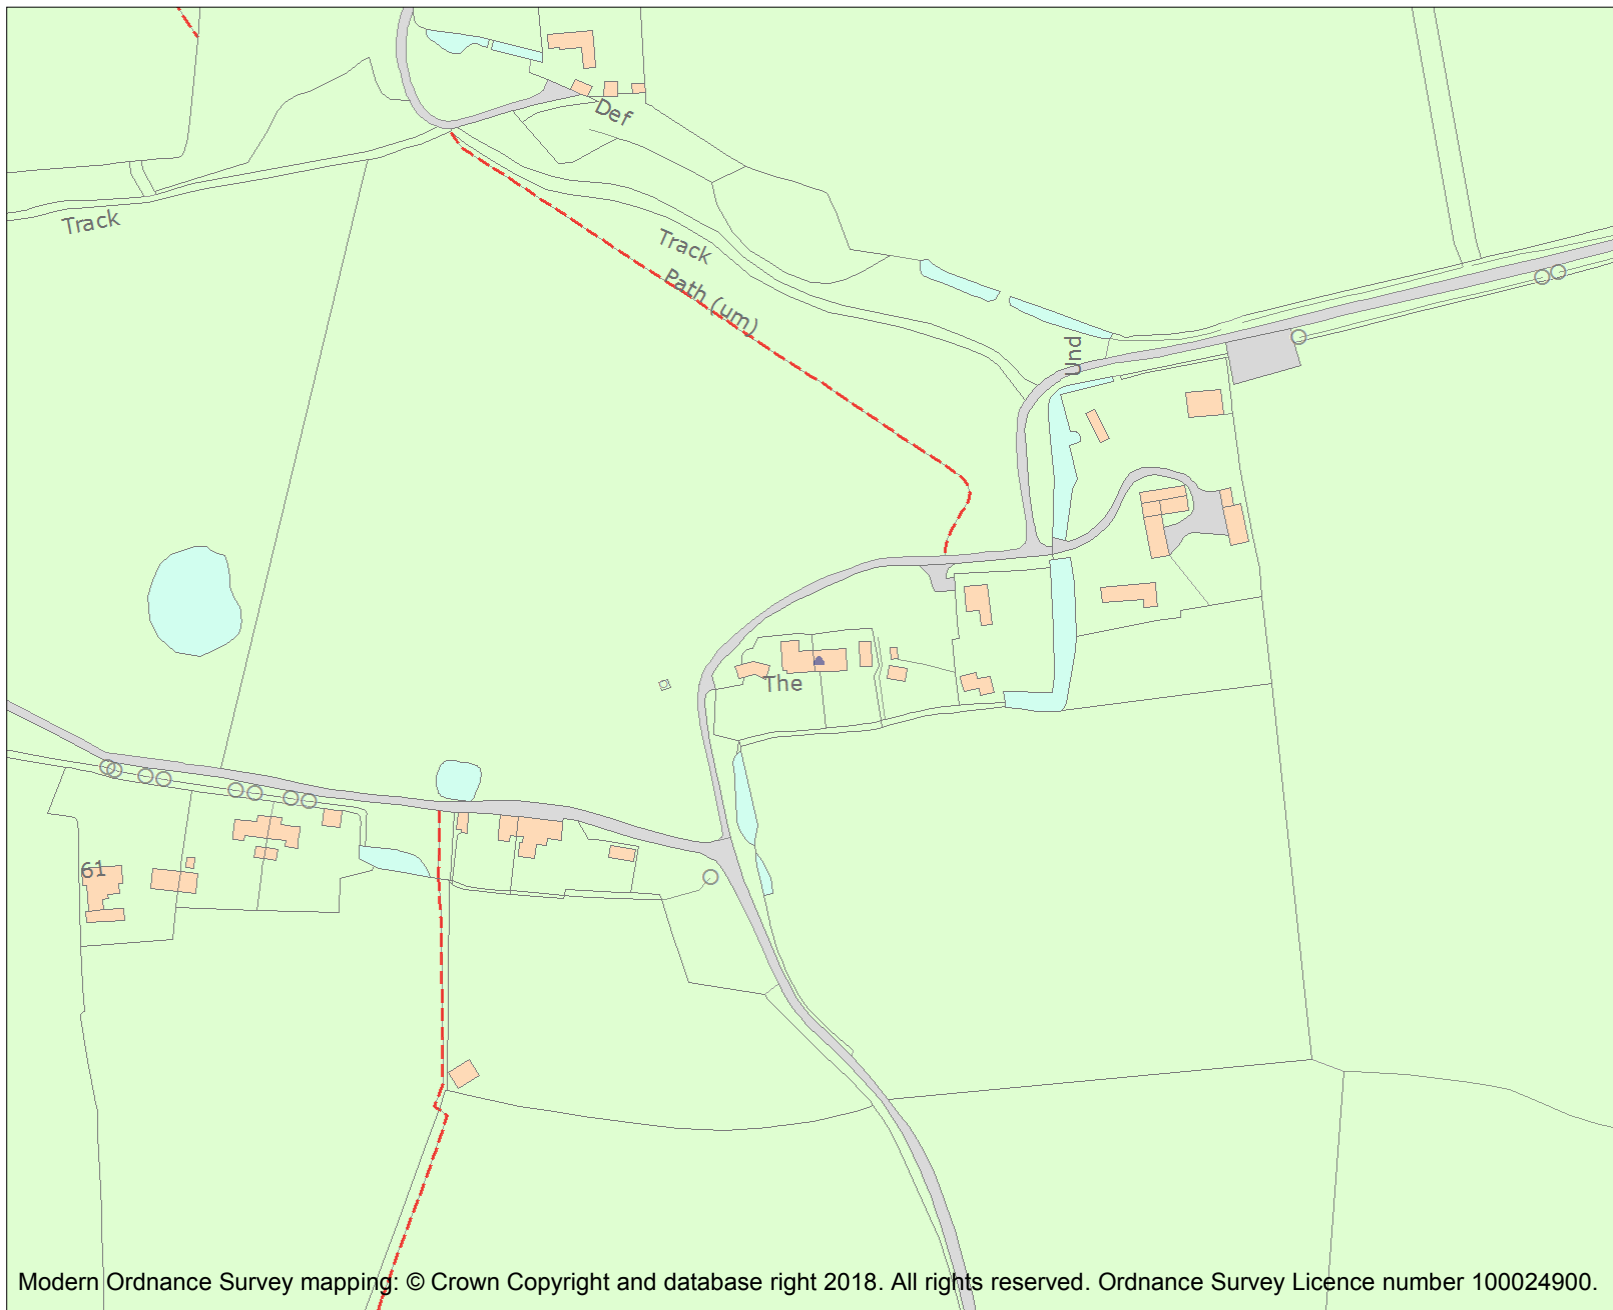 Def
Track
Track
Path (um)
Und
The
61
Modern Ordnance Survey mapping: © Crown Copyright and database right 2018. All rights reserved. Ordnance Survey Licence number 100024900.